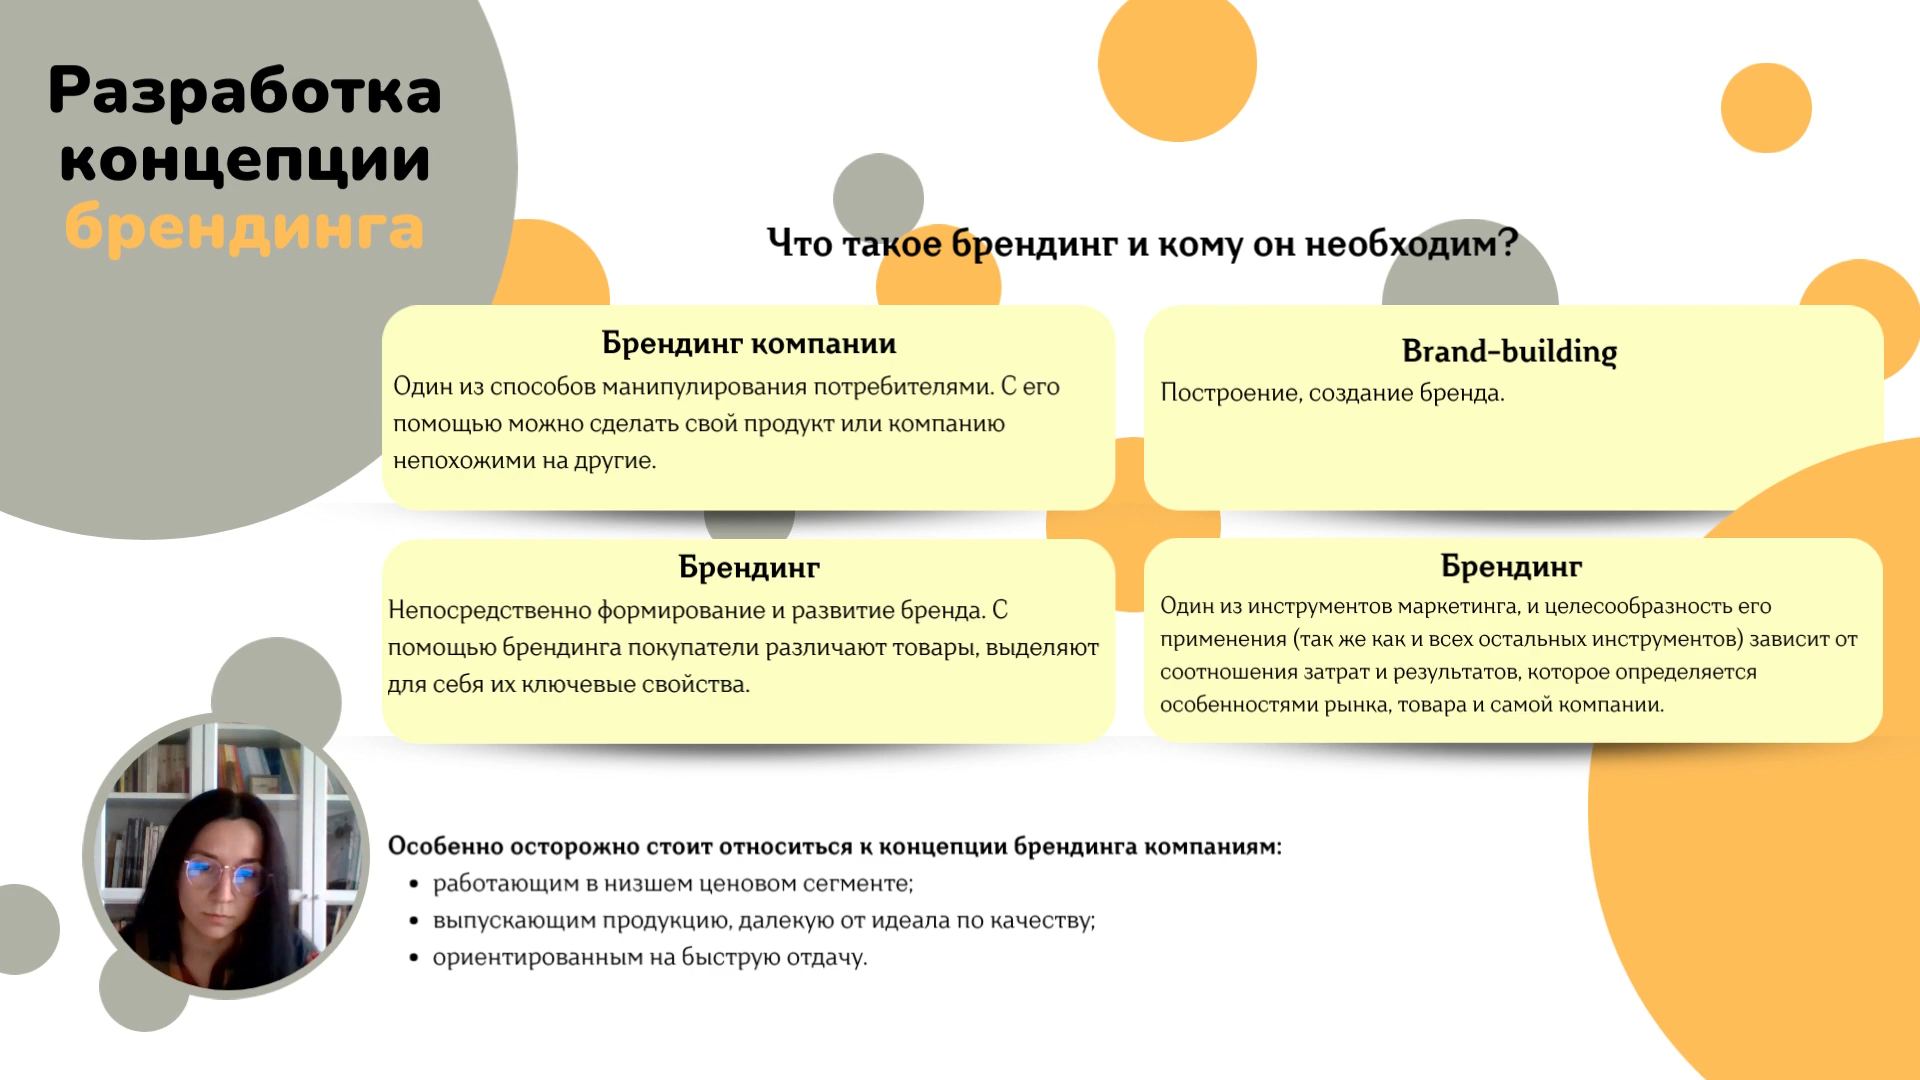 Разработка
концепции
брендинга
Что такое брендинг и кому он необходим?
Брендинг компании
Один из способов манипулирования потребителями. С его
помощью можно сделать свой продукт или компанию
непохожими на другие.
Brand-building
Построение, создание бренда.
Брендинг
Непосредственно формирование и развитие бренда. С
помощью брендинга покупатели различают товары, выделяют
для себя их ключевые свойства.
Брендинг
Один из инструментов маркетинга, и целесообразность его
применения (так же как и всех остальных инструментов) зависит от
соотношения затрат и результатов, которое определяется
особенностями рынка, товара и самой компании.
Особенно осторожно стоит относиться к концепции брендинга компаниям:
• работающим в низшем ценовом сегменте;
• выпускающим продукцию, далекую от идеала по качеству;
• ориентированным на быструю отдачу.